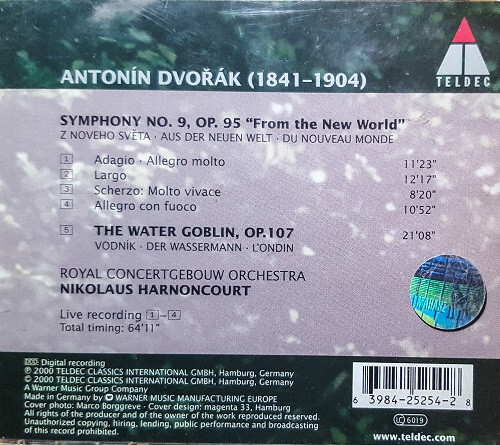 TELDEC
ANTONÍN DVOŘÁK (1841–1904)
SYMPHONY NO. 9, OP. 95 "From the New World"
Z NOVEHO SVĚTA · AUS DER NEUEN WELT · DU NOUVEAU MONDE
1 Adagio · Allegro molto 11'23"
2 Largo 12'17"
3 Scherzo: Molto vivace 8'20"
4 Allegro con fuoco 10'52"
5 THE WATER GOBLIN, OP.107 21'08"
VODNÍK · DER WASSERMANN · L'ONDIN
ROYAL CONCERTGEBOUW ORCHESTRA
NIKOLAUS HARNONCOURT
Live recording 1–4
Total timing: 64'11"
DDD Digital recording
℗ 2000 TELDEC CLASSICS INTERNATIONAL GMBH, Hamburg, Germany
© 2000 TELDEC CLASSICS INTERNATIONAL GMBH, Hamburg, Germany
A Warner Music Group Company
Made in Germany by WARNER MUSIC MANUFACTURING EUROPE
Cover photo: Marco Borggreve · Cover design: magenta 33, Hamburg
All rights of the producer and of the owner of the work reproduced reserved.
Unauthorized copying, hiring, lending, public performance and broadcasting
of this record prohibited.
6 39842-52542 8
LC 6019
www.teldec.com